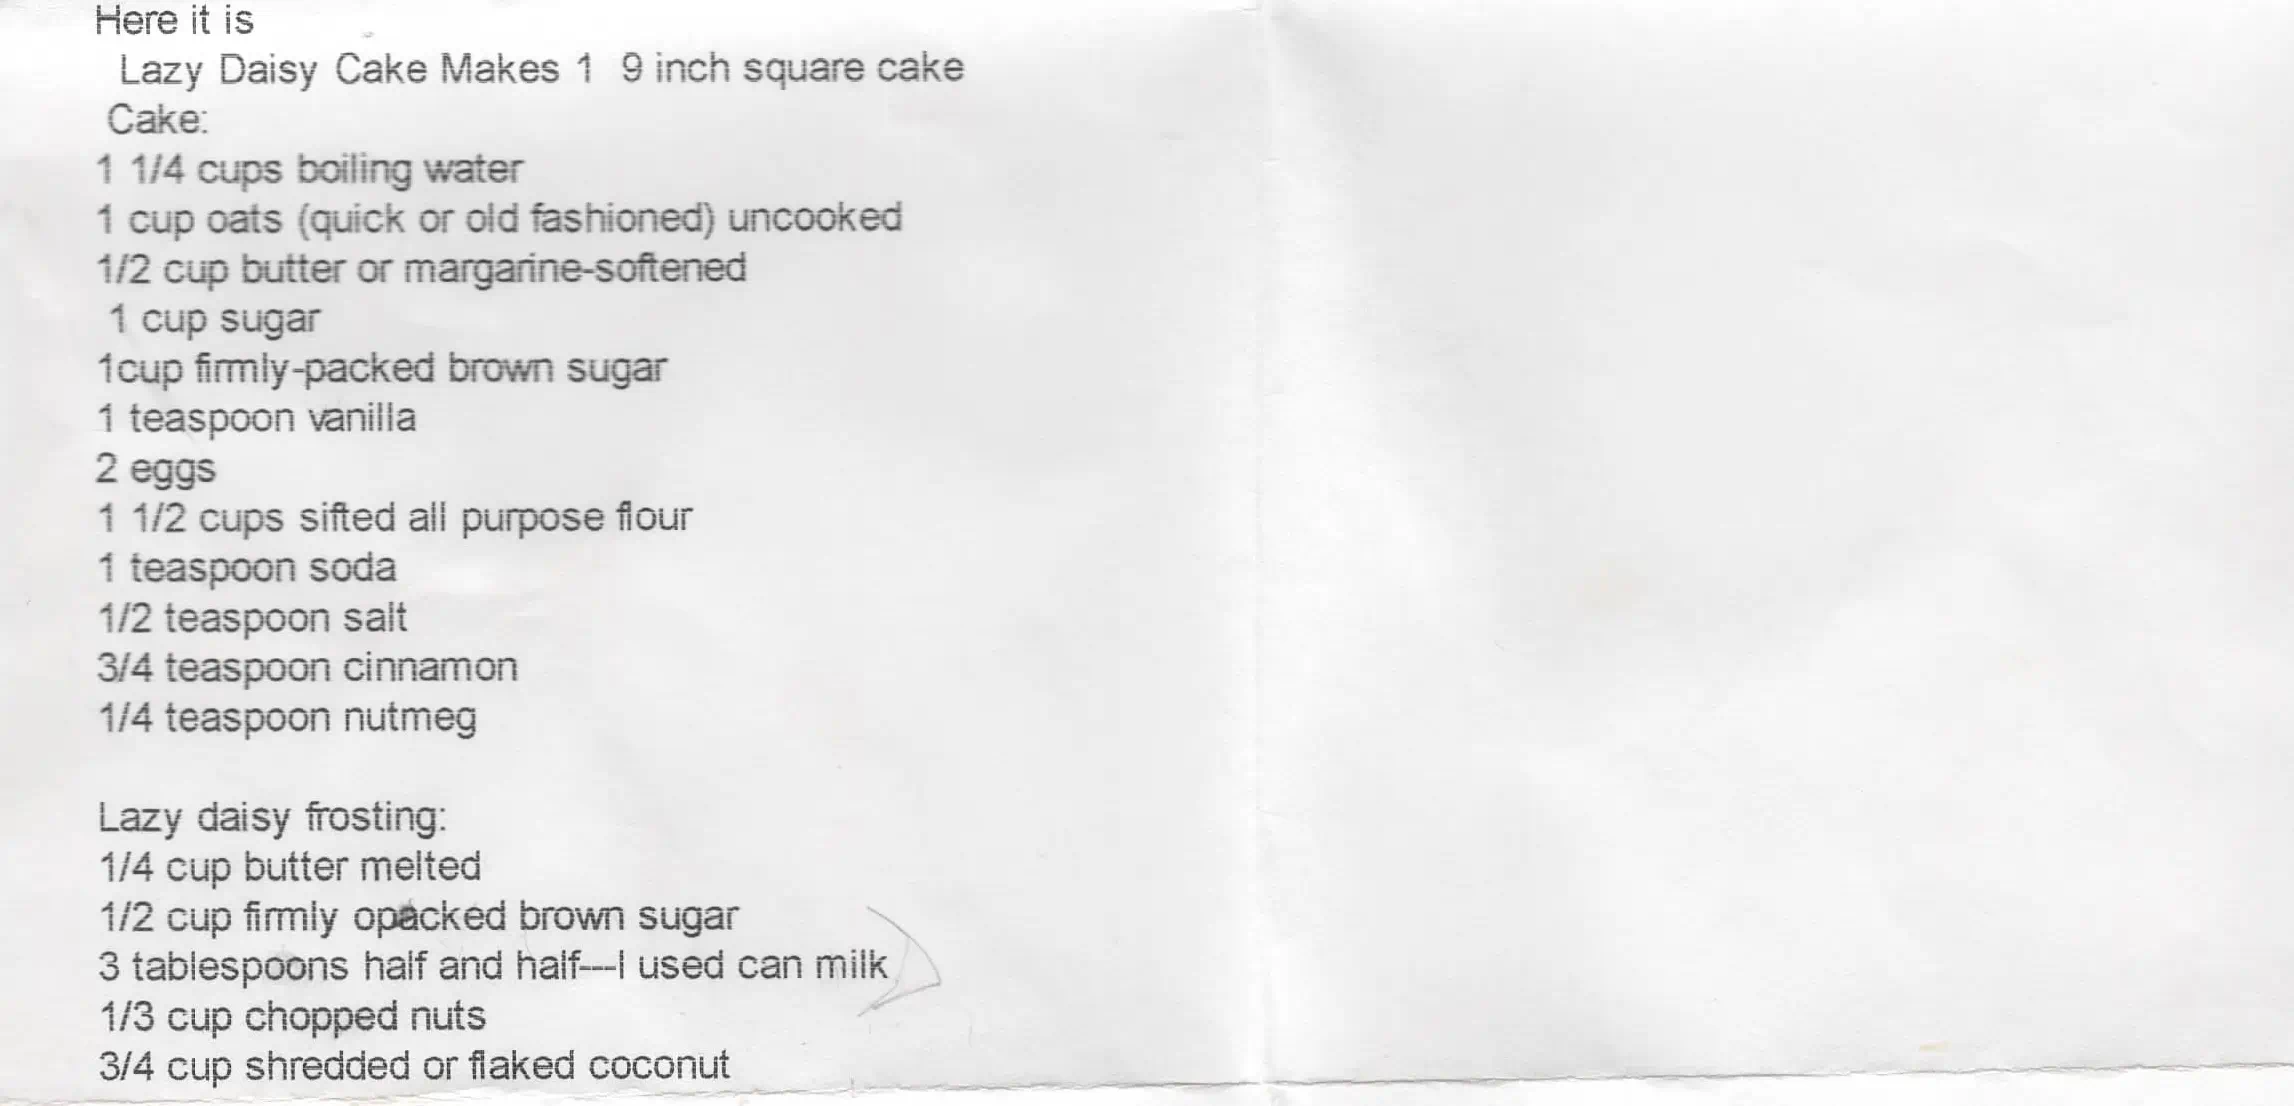 Here it is
Lazy Daisy Cake Makes 1  9 inch square cake
Cake:
1 1/4 cups boiling water
1 cup oats (quick or old fashioned) uncooked
1/2 cup butter or margarine-softened
1 cup sugar
1cup firmly-packed brown sugar
1 teaspoon vanilla
2 eggs
1 1/2 cups sifted all purpose flour
1 teaspoon soda
1/2 teaspoon salt
3/4 teaspoon cinnamon
1/4 teaspoon nutmeg
Lazy daisy frosting:
1/4 cup butter melted
1/2 cup firmly opacked brown sugar
3 tablespoons half and half---I used can milk
1/3 cup chopped nuts
3/4 cup shredded or flaked coconut